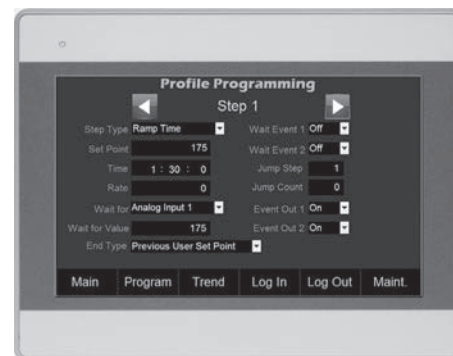 Profile Programming
Step 1
Step Type Ramp Time Wait Event 1 Off
Set Point 175 Wait Event 2 Off
Time 1 : 30 : 0 Jump Step 1
Rate 0 Jump Count 0
Wait for Analog Input 1 Event Out 1 On
Wait for Value 175 Event Out 2 On
End Type Previous User Set Point
Main Program Trend Log In Log Out Maint.